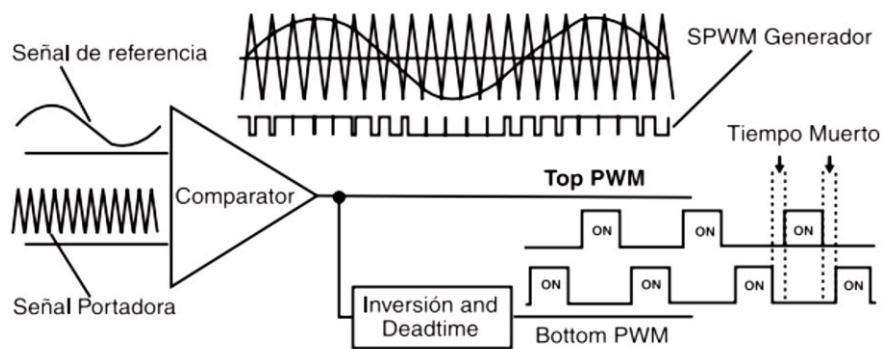 SPWM Generador
Señal de referencia
Tiempo Muerto
Comparator
Top PWM
ON
ON
ON
ON
ON
ON
ON
Señal Portadora
Inversión and
Deadtime
Bottom PWM